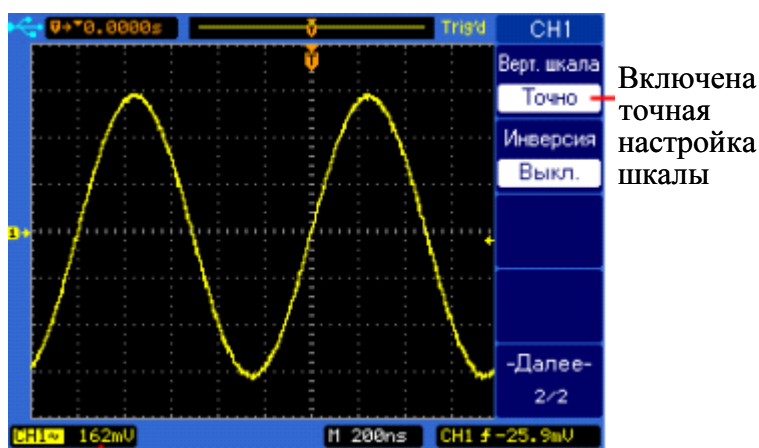 0.0000s
Trig'd
CH1
Верт. шкала
Точно
Инверсия
Выкл.
-Далее-
2/2
Включена
точная
настройка
шкалы
T
T
1
CH1~ 162mV
M 200ns
CH1 -25.9mV